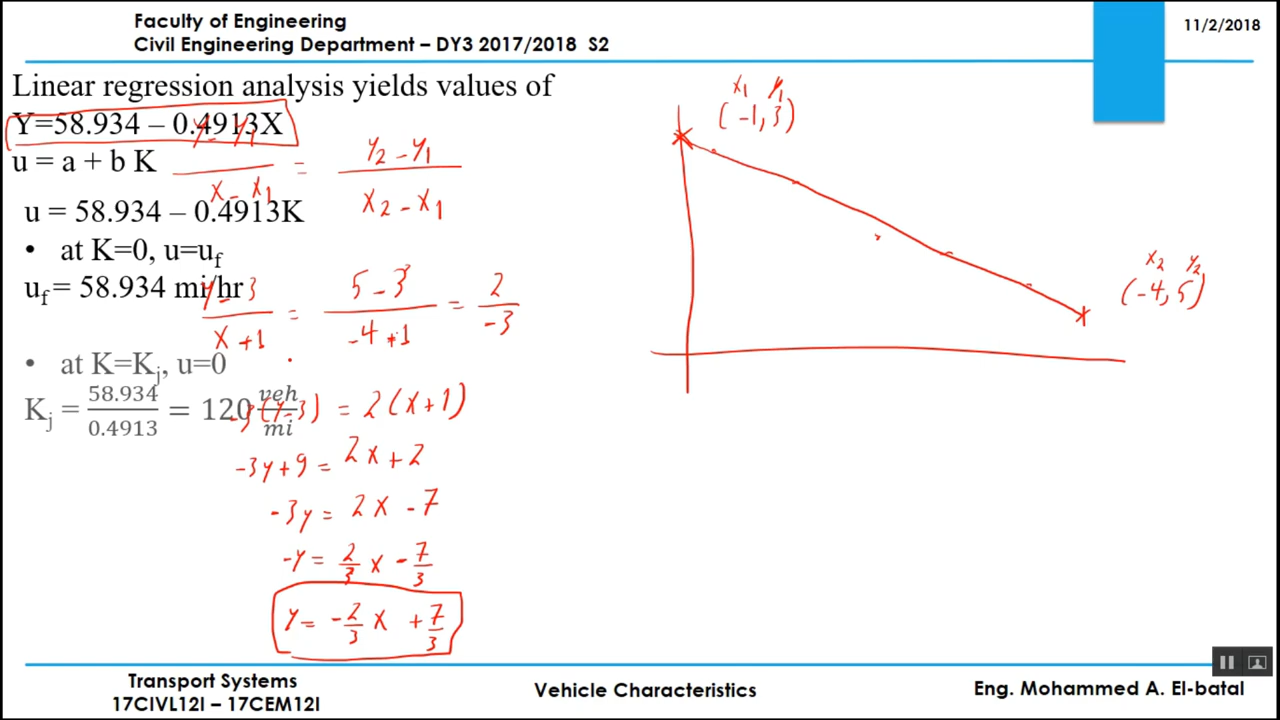 Faculty of Engineering
Civil Engineering Department – DY3 2017/2018 S2
11/2/2018
Linear regression analysis yields values of
Y=58.934 – 0.4913X
u = a + b K
u = 58.934 – 0.4913K
• at K=0, u=uf
uf = 58.934 mi/hr
• at K=Kj, u=0
Kj = 58.934/0.4913 = 120 veh/mi
y - y1 / x - x1 = y2 - y1 / x2 - x1
y - 3 / x + 1 = 5 - 3 / -4 + 1 = 2 / -3
-3(y - 3) = 2(x + 1)
-3y + 9 = 2x + 2
-3y = 2x - 7
-y = 2/3 x - 7/3
y = -2/3 x + 7/3
x1 y1
(-1, 3)
x2 y2
(-4, 5)
Transport Systems
17CIVL12I – 17CEM12I
Vehicle Characteristics
Eng. Mohammed A. El-batal